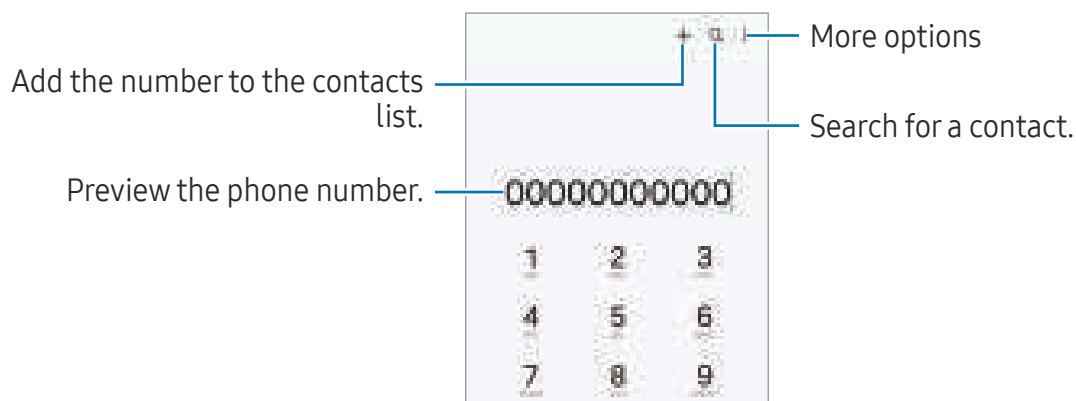 More options
Add the number to the contacts
list.
Search for a contact.
Preview the phone number.
00000000000
1 2 3
4 5 6
7 8 9